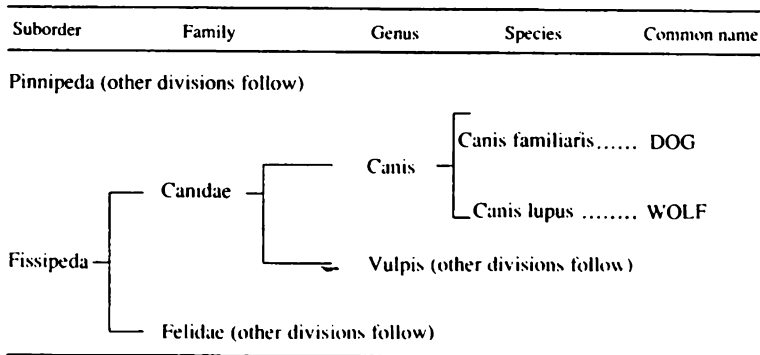 Suborder Family Genus Species Common name
Pinnipeda (other divisions follow)
Canis familiaris...... DOG
Canis
Canidae
Canis lupus ........ WOLF
Fissipeda
Vulpis (other divisions follow)
Felidae (other divisions follow)